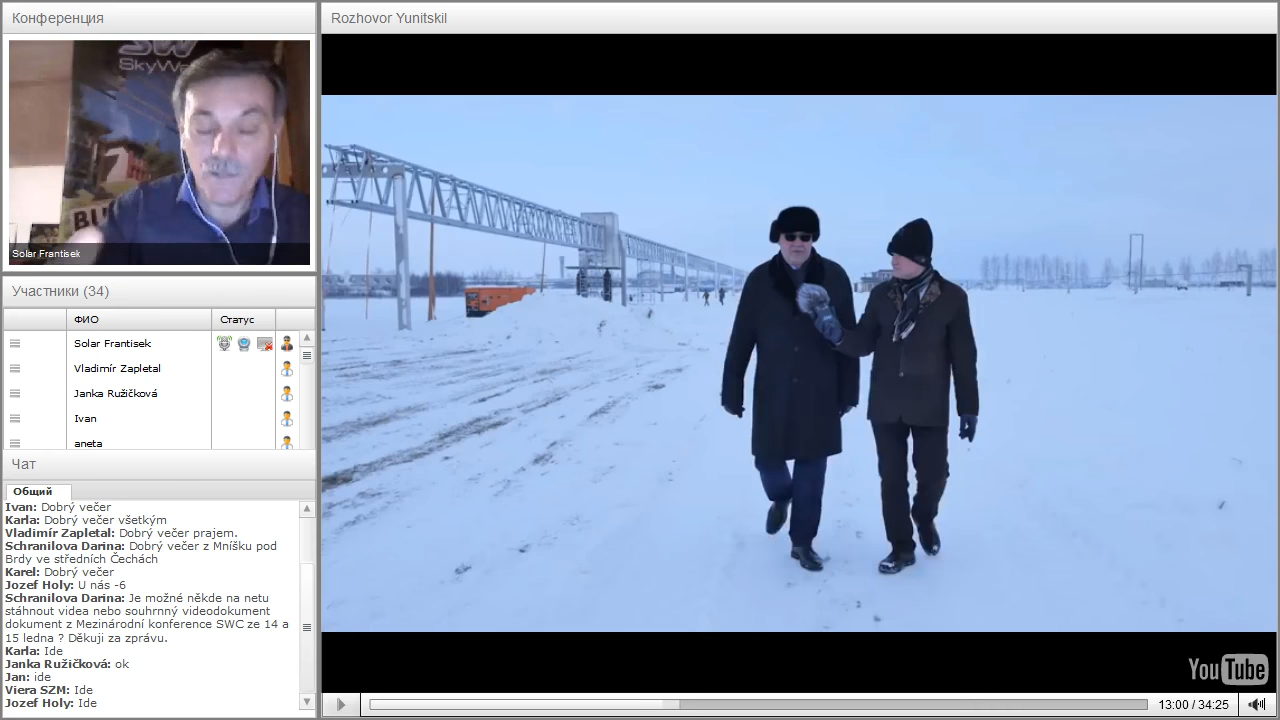 Конференция
SW
SkyWa
BU
Solar Frantisek
Участники (34)
ФИО
Статус
Solar Frantisek
Vladimír Zapletal
Janka Ružičková
Ivan
aneta
Чат
Общий
Ivan: Dobrý večer
Karla: Dobrý večer všetkým
Vladimír Zapletal: Dobrý večer prajem.
Schranilova Darina: Dobrý večer z Mníšku pod
Brdy ve středních Čechách
Karel: Dobrý večer
Jozef Holy: U nás -6
Schranilova Darina: Je možné někde na netu
stáhnout videa nebo souhrnný videodokument
dokument z Mezinárodní konference SWC ze 14 a
15 ledna ? Děkuji za zprávu.
Karla: Ide
Janka Ružičková: ok
Jan: ide
Viera SZM: Ide
Jozef Holy: Ide
Rozhovor Yunitskil
YouTube
13:00 / 34:25